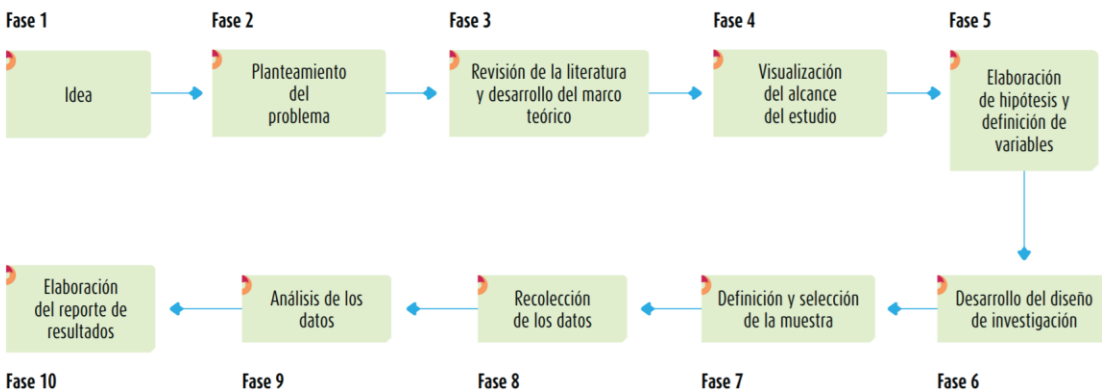 Fase 1
Idea
Fase 2
Planteamiento
del
problema
Fase 3
Revisión de la literatura
y desarrollo del marco
teórico
Fase 4
Visualización
del alcance
del estudio
Fase 5
Elaboración
de hipótesis y
definición de
variables
Desarrollo del diseño
de investigación
Fase 6
Definición y selección
de la muestra
Fase 7
Recolección
de los datos
Fase 8
Análisis de los
datos
Fase 9
Elaboración
del reporte de
resultados
Fase 10